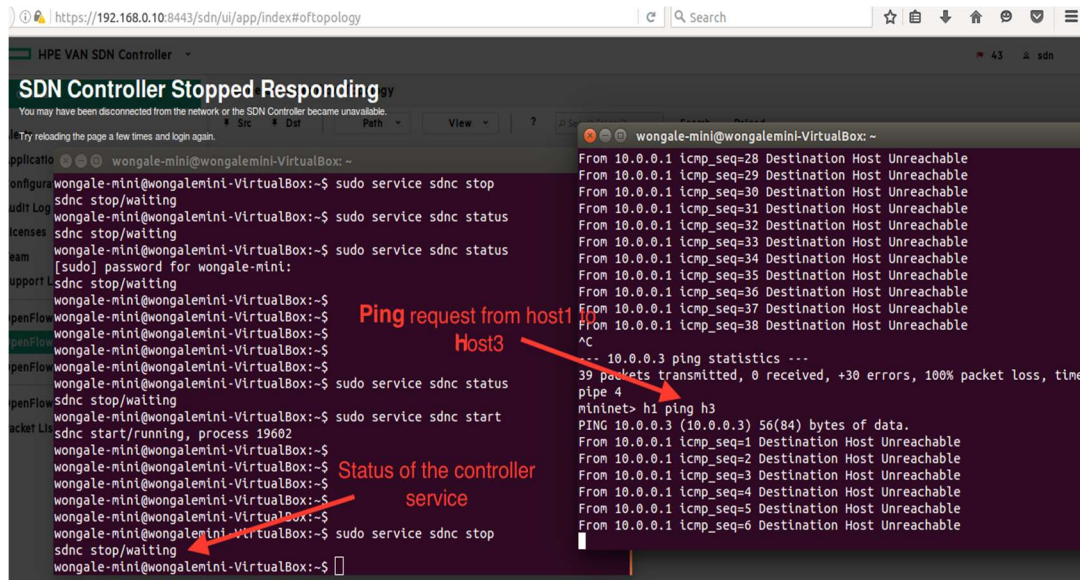 https://192.168.0.10:8443/sdn/ui/app/index#oftopology
Search
HPE VAN SDN Controller
43
sdn
SDN Controller Stopped Responding
You may have been disconnected from the network or the SDN Controller became unavailable.
Src
Dst
Path
View
?
Try reloading the page a few times and login again.
wongale-mini@wongalemini-VirtualBox: ~
wongale-mini@wongalemini-VirtualBox:~$ sudo service sdnc stop
sdnc stop/waiting
wongale-mini@wongalemini-VirtualBox:~$ sudo service sdnc status
sdnc stop/waiting
wongale-mini@wongalemini-VirtualBox:~$ sudo service sdnc status
[sudo] password for wongale-mini:
sdnc stop/waiting
wongale-mini@wongalemini-VirtualBox:~$
wongale-mini@wongalemini-VirtualBox:~$
wongale-mini@wongalemini-VirtualBox:~$
wongale-mini@wongalemini-VirtualBox:~$
wongale-mini@wongalemini-VirtualBox:~$
wongale-mini@wongalemini-VirtualBox:~$ sudo service sdnc status
sdnc stop/waiting
wongale-mini@wongalemini-VirtualBox:~$ sudo service sdnc start
sdnc start/running, process 19602
wongale-mini@wongalemini-VirtualBox:~$
wongale-mini@wongalemini-VirtualBox:~$
wongale-mini@wongalemini-VirtualBox:~$
wongale-mini@wongalemini-VirtualBox:~$
wongale-mini@wongalemini-VirtualBox:~$
wongale-mini@wongalemini-VirtualBox:~$ sudo service sdnc stop
sdnc stop/waiting
wongale-mini@wongalemini-VirtualBox:~$
Ping request from host1 to
Host3
Status of the controller
service
wongale-mini@wongalemini-VirtualBox: ~
From 10.0.0.1 icmp_seq=28 Destination Host Unreachable
From 10.0.0.1 icmp_seq=29 Destination Host Unreachable
From 10.0.0.1 icmp_seq=30 Destination Host Unreachable
From 10.0.0.1 icmp_seq=31 Destination Host Unreachable
From 10.0.0.1 icmp_seq=32 Destination Host Unreachable
From 10.0.0.1 icmp_seq=33 Destination Host Unreachable
From 10.0.0.1 icmp_seq=34 Destination Host Unreachable
From 10.0.0.1 icmp_seq=35 Destination Host Unreachable
From 10.0.0.1 icmp_seq=36 Destination Host Unreachable
From 10.0.0.1 icmp_seq=37 Destination Host Unreachable
From 10.0.0.1 icmp_seq=38 Destination Host Unreachable
^C
--- 10.0.0.3 ping statistics ---
39 packets transmitted, 0 received, +30 errors, 100% packet loss, time
pipe 4
mininet> h1 ping h3
PING 10.0.0.3 (10.0.0.3) 56(84) bytes of data.
From 10.0.0.1 icmp_seq=1 Destination Host Unreachable
From 10.0.0.1 icmp_seq=2 Destination Host Unreachable
From 10.0.0.1 icmp_seq=3 Destination Host Unreachable
From 10.0.0.1 icmp_seq=4 Destination Host Unreachable
From 10.0.0.1 icmp_seq=5 Destination Host Unreachable
From 10.0.0.1 icmp_seq=6 Destination Host Unreachable